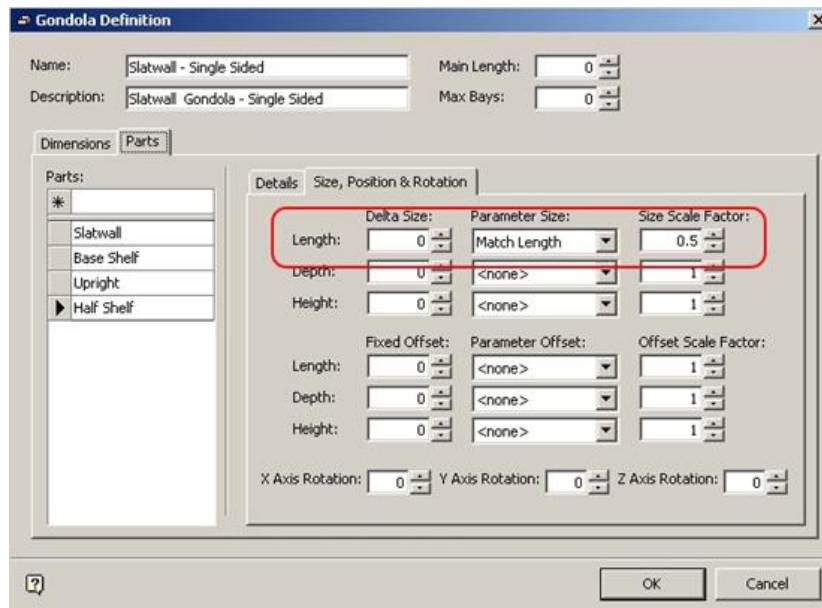 Gondola Definition
Name: Slatwall - Single Sided Main Length: 0
Description: Slatwall Gondola - Single Sided Max Bays: 0
Dimensions Parts
Parts:
Details Size, Position & Rotation
Slatwall
Base Shelf
Upright
Half Shelf
Delta Size: Parameter Size: Size Scale Factor:
Length: 0 Match Length 0.5
Depth: 0 <none> 1
Height: 0 <none> 1
Fixed Offset: Parameter Offset: Offset Scale Factor:
Length: 0 <none> 1
Depth: 0 <none> 1
Height: 0 <none> 1
X Axis Rotation: 0 Y Axis Rotation: 0 Z Axis Rotation: 0
OK Cancel